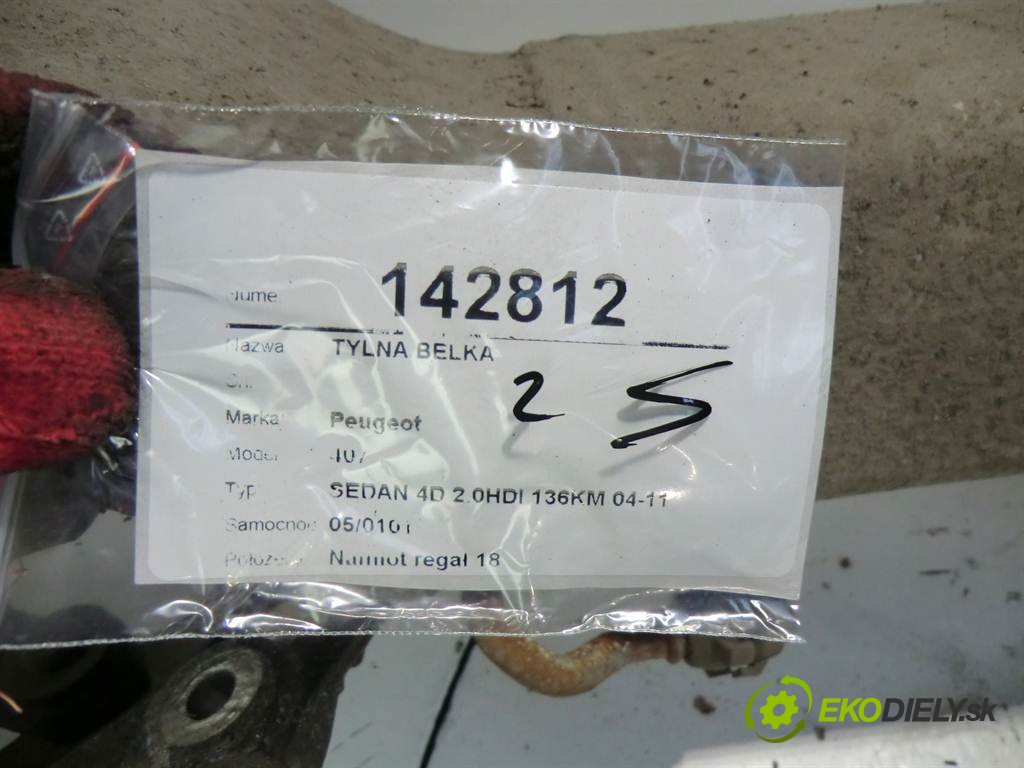 142812
Nazwa TYLNA BELKA
2 5
Marka Peugeot
Model 407
Typ SEDAN 4D 2.0HDI 136KM 04-11
05/0101
regał 18
EKODIELY.sk